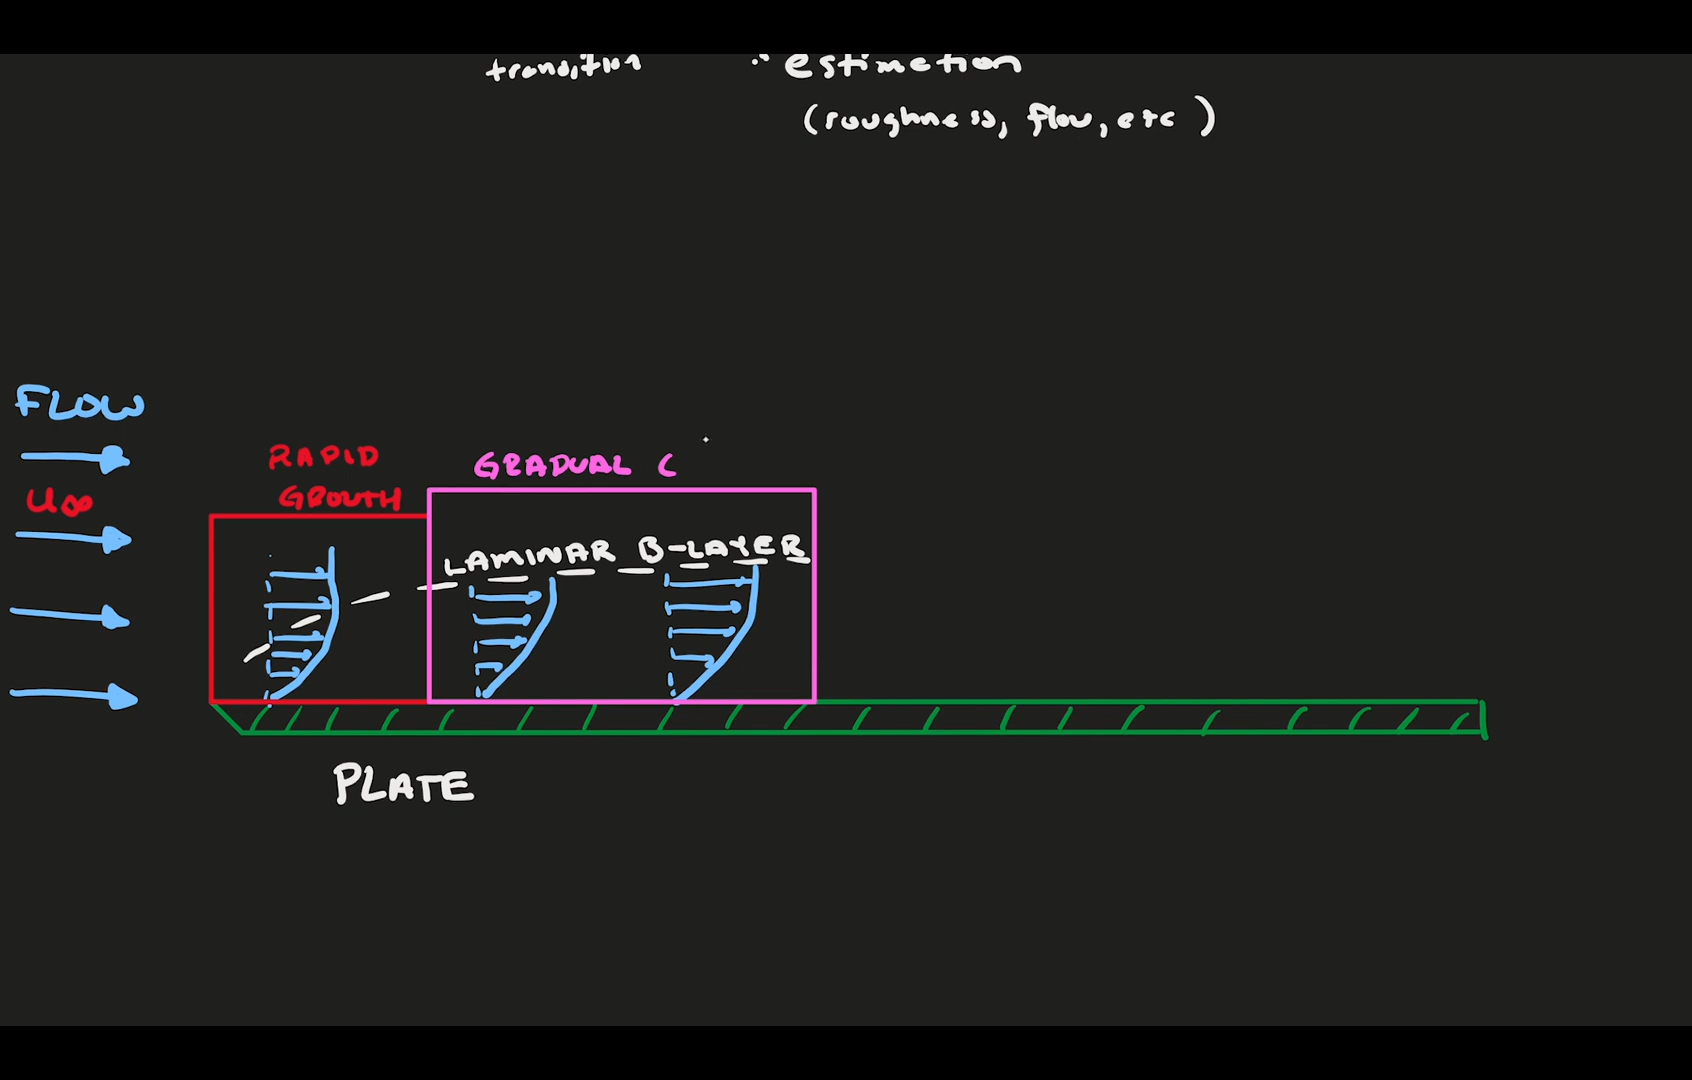 transition ∴ estimation
(roughness, flow, etc)
FLOW
U∞
RAPID
GROWTH
GRADUAL C
LAMINAR B-LAYER
PLATE